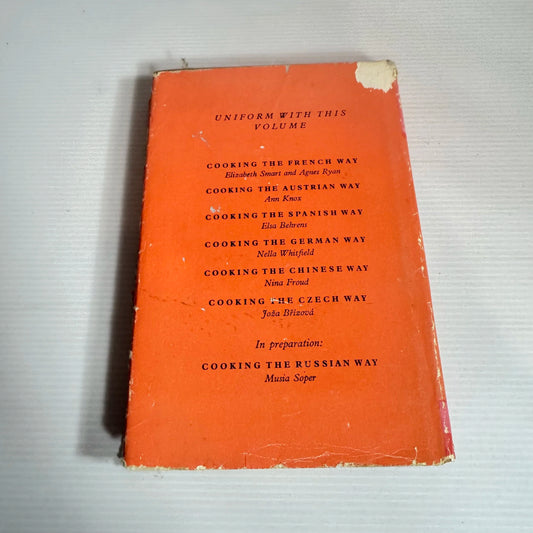 UNIFORM WITH THIS
VOLUME
COOKING THE FRENCH WAY
Elizabeth Smart and Agnes Ryan
COOKING THE AUSTRIAN WAY
Ann Knox
COOKING THE SPANISH WAY
Elsa Behrens
COOKING THE GERMAN WAY
Nella Whitfield
COOKING THE CHINESE WAY
Nina Froud
COOKING THE CZECH WAY
Joža Břízová
In preparation:
COOKING THE RUSSIAN WAY
Musia Soper